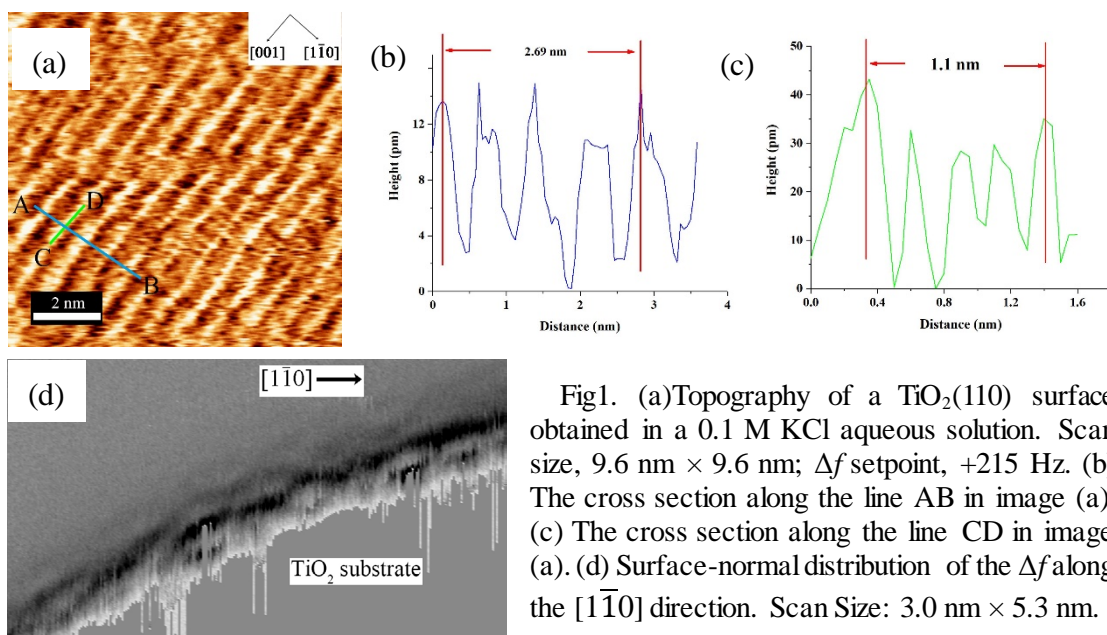 (a)
[001] [11̅0]
A
D
C
B
2 nm
(b)
2.69 nm
12
8
4
0
Height (pm)
0 1 2 3 4
Distance (nm)
(c)
1.1 nm
50
40
30
20
10
0
Height (pm)
0.0 0.4 0.8 1.2 1.6
Distance (nm)
(d)
[11̅0]
TiO₂ substrate
Fig1. (a)Topography of a TiO₂(110) surface
obtained in a 0.1 M KCl aqueous solution. Scan
size, 9.6 nm × 9.6 nm; Δf setpoint, +215 Hz. (b)
The cross section along the line AB in image (a).
(c) The cross section along the line CD in image
(a). (d) Surface-normal distribution of the Δf along
the [11̅0] direction. Scan Size: 3.0 nm × 5.3 nm.